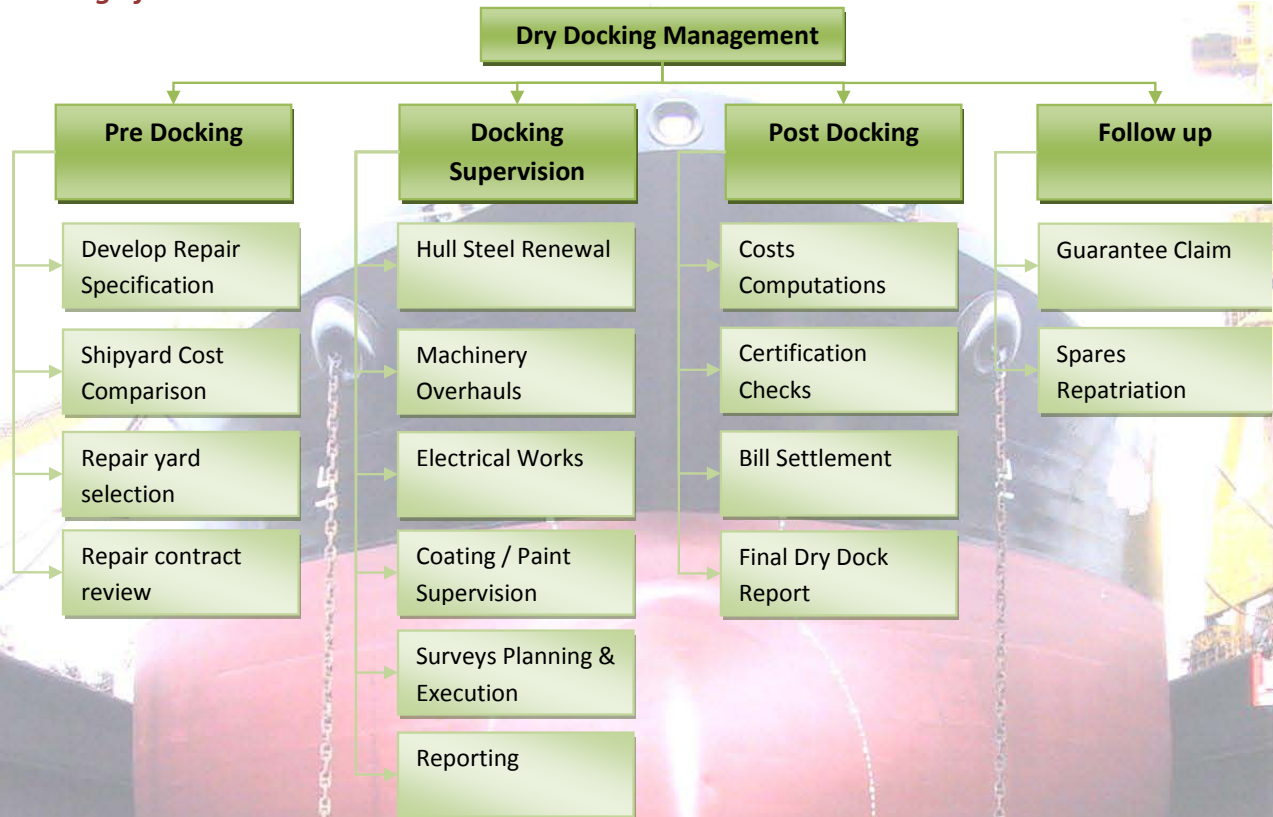 Dry Docking Management
Pre Docking
Develop Repair
Specification
Shipyard Cost
Comparison
Repair yard
selection
Repair contract
review
Docking
Supervision
Hull Steel Renewal
Machinery
Overhauls
Electrical Works
Coating / Paint
Supervision
Surveys Planning &
Execution
Reporting
Post Docking
Costs
Computations
Certification
Checks
Bill Settlement
Final Dry Dock
Report
Follow up
Guarantee Claim
Spares
Repatriation